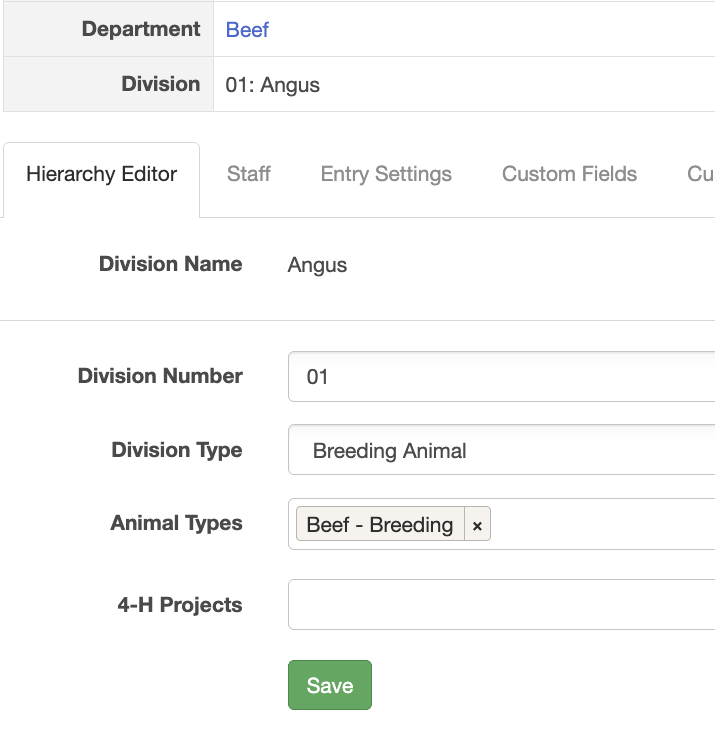 Department Beef
Division 01: Angus
Hierarchy Editor Staff Entry Settings Custom Fields Cu
Division Name Angus
Division Number 01
Division Type Breeding Animal
Animal Types Beef - Breeding ×
4-H Projects
Save